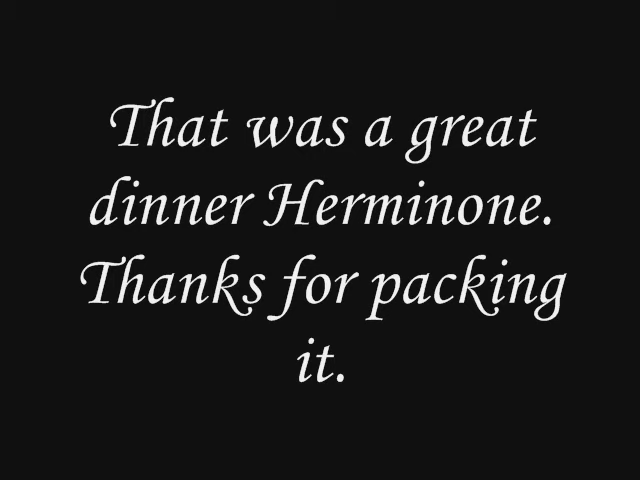 That was a great
dinner Herminone.
Thanks for packing
it.